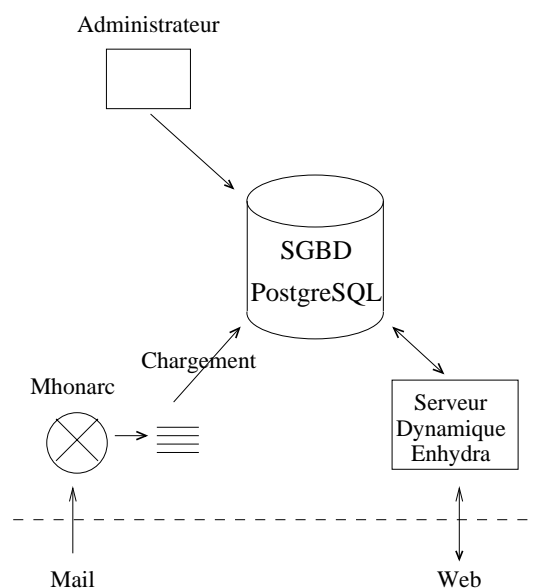 Administrateur
SGBD
PostgreSQL
Chargement
Mhonarc
Serveur
Dynamique
Enhydra
Mail
Web